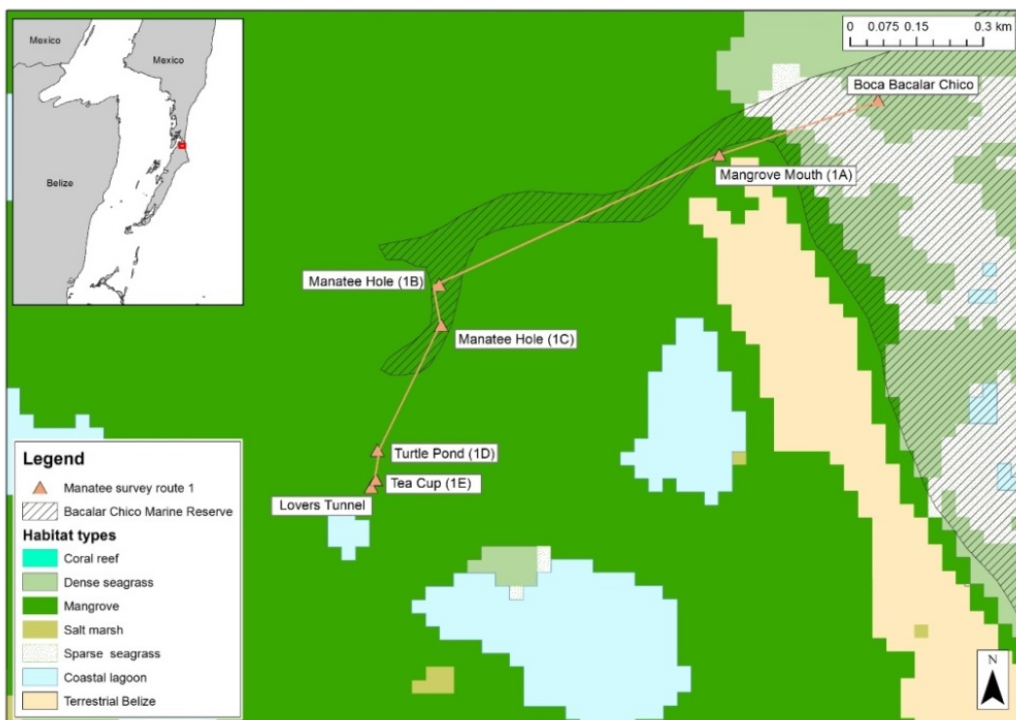 Mexico
Mexico
Belize
0 0.075 0.15 0.3 km
Boca Bacalar Chico
Mangrove Mouth (1A)
Manatee Hole (1B)
Manatee Hole (1C)
Turtle Pond (1D)
Tea Cup (1E)
Lovers Tunnel
Legend
Manatee survey route 1
Bacalar Chico Marine Reserve
Habitat types
Coral reef
Dense seagrass
Mangrove
Salt marsh
Sparse seagrass
Coastal lagoon
Terrestrial Belize
N